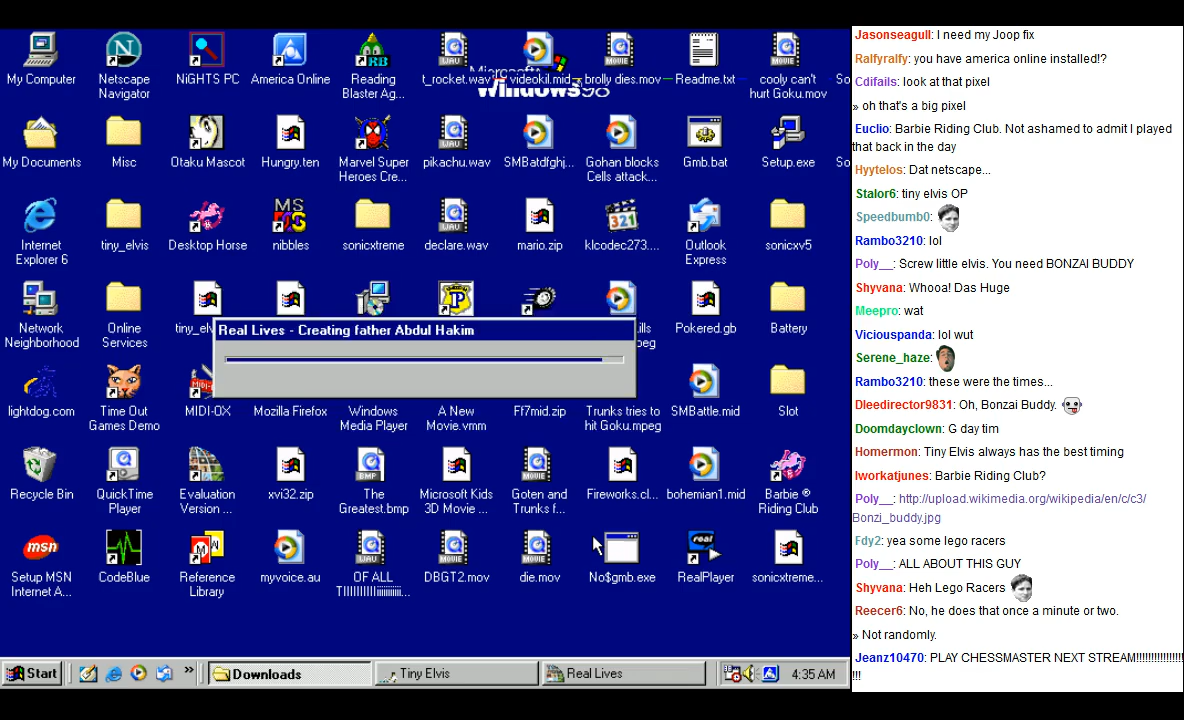 My Computer
Netscape
Navigator
NiGHTS PC
America Online
Reading
Blaster Ag...
t_rocket.wav
videokil.mid
brolly dies.mov
Readme.txt
cooly can't
hurt Goku.mov
So
Windows98
My Documents
Misc
Otaku Mascot
Hungry.ten
Marvel Super
Heroes Cre...
pikachu.wav
SMBatdfghj...
Gohan blocks
Cells attack...
Gmb.bat
Setup.exe
So
Internet
Explorer 6
tiny_elvis
Desktop Horse
nibbles
sonicxtreme
declare.wav
mario.zip
klcodec273....
Outlook
Express
sonicxv5
Network
Neighborhood
Online
Services
Pokered.gb
Battery
Real Lives - Creating father Abdul Hakim
lightdog.com
Time Out
Games Demo
MIDI-OX
Mozilla Firefox
Windows
Media Player
A New
Movie.vmm
Ff7mid.zip
Trunks tries to
hit Goku.mpeg
SMBattle.mid
Slot
Recycle Bin
QuickTime
Player
Evaluation
Version ...
xvi32.zip
The
Greatest.bmp
Microsoft Kids
3D Movie ...
Goten and
Trunks f...
Fireworks.cl...
bohemian1.mid
Barbie ®
Riding Club
Setup MSN
Internet A...
CodeBlue
Reference
Library
myvoice.au
OF ALL
DBGT2.mov
die.mov
No$gmb.exe
RealPlayer
sonicxtreme...
Start
»
Downloads
Tiny Elvis
Real Lives
4:35 AM
Jasonseagull: I need my Joop fix
Ralfyralfy: you have america online installed!?
Cdifails: look at that pixel
» oh that's a big pixel
Euclio: Barbie Riding Club. Not ashamed to admit I played
that back in the day
Hyytelos: Dat netscape...
Stalor6: tiny elvis OP
Speedbumb0:
Rambo3210: lol
Poly__: Screw little elvis. You need BONZAI BUDDY
Shyvana: Whooa! Das Huge
Meepro: wat
Viciouspanda: lol wut
Serene_haze:
Rambo3210: these were the times...
Dleedirector9831: Oh, Bonzai Buddy.
Doomdayclown: G day tim
Homermon: Tiny Elvis always has the best timing
Iworkatjunes: Barbie Riding Club?
Poly__: http://upload.wikimedia.org/wikipedia/en/c/c3/
Bonzi_buddy.jpg
Fdy2: yea some lego racers
Poly__: ALL ABOUT THIS GUY
Shyvana: Heh Lego Racers
Reecer6: No, he does that once a minute or two.
» Not randomly.
Jeanz10470: PLAY CHESSMASTER NEXT STREAM!!!!!!!!!!!!!!!!!
!!!